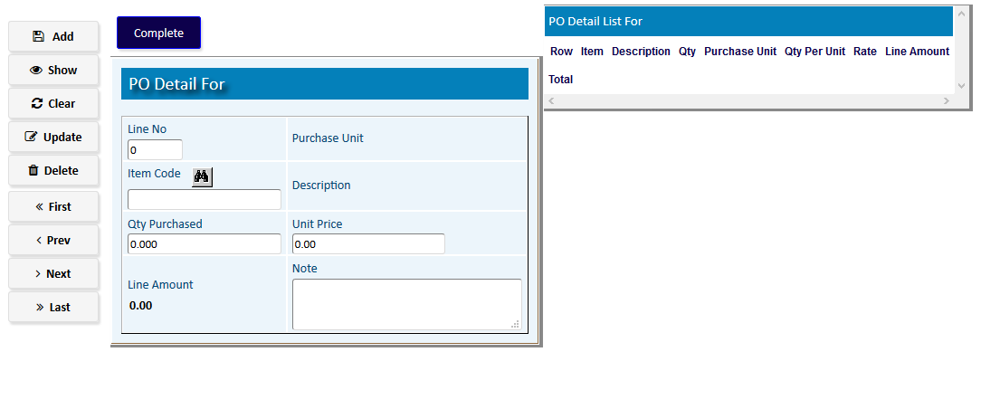 Add
Show
Clear
Update
Delete
First
Prev
Next
Last
Complete
PO Detail For
Line No
0
Purchase Unit
Item Code
Description
Qty Purchased
0.000
Unit Price
0.00
Line Amount
0.00
Note
PO Detail List For
Row Item Description Qty Purchase Unit Qty Per Unit Rate Line Amount
Total